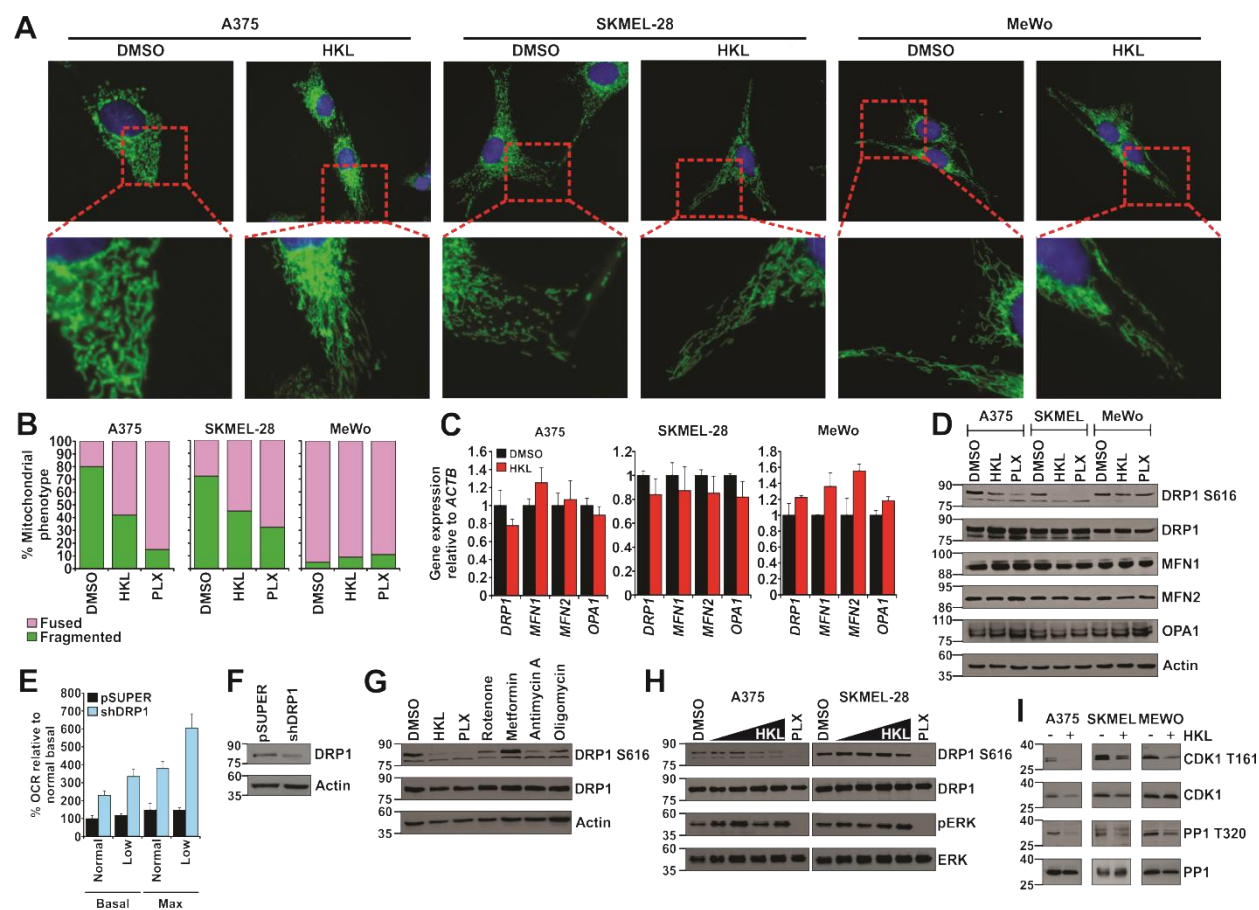 A
A375
SKMEL-28
MeWo
DMSO
HKL
DMSO
HKL
DMSO
HKL
B
A375
SKMEL-28
MeWo
% Mitochondrial phenotype
100
90
80
70
60
50
40
30
20
10
0
DMSO
HKL
PLX
DMSO
HKL
PLX
DMSO
HKL
PLX
Fused
Fragmented
C
A375
SKMEL-28
MeWo
DMSO
HKL
Gene expression
relative to ACTB
1.6
1.4
1.2
1
0.8
0.6
0.4
0.2
0
DRP1
MFN1
MFN2
OPA1
1.2
1
0.8
0.6
0.4
0.2
0
DRP1
MFN1
MFN2
OPA1
1.8
1.6
1.4
1.2
1
0.8
0.6
0.4
0.2
0
DRP1
MFN1
MFN2
OPA1
D
A375 SKMEL MeWo
DMSO
HKL
PLX
DMSO
HKL
PLX
DMSO
HKL
PLX
90
75
DRP1 S616
90
75
DRP1
100
88
MFN1
95
86
MFN2
110
75
OPA1
50
35
Actin
E
pSUPER
shDRP1
% OCR relative to
normal basal
800
700
600
500
400
300
200
100
0
Normal
Low
Normal
Low
Basal
Max
F
pSUPER
shDRP1
90
75
DRP1
50
35
Actin
G
DMSO
HKL
PLX
Rotenone
Metformin
Antimycin A
Oligomycin
90
75
DRP1 S616
90
75
DRP1
50
35
Actin
H
A375
SKMEL-28
DMSO
HKL
PLX
DMSO
HKL
PLX
90
75
DRP1 S616
90
75
DRP1
50
35
pERK
50
35
ERK
I
A375 SKMEL MEWO
- + - + - + HKL
40
25
CDK1 T161
40
25
CDK1
40
25
PP1 T320
40
25
PP1